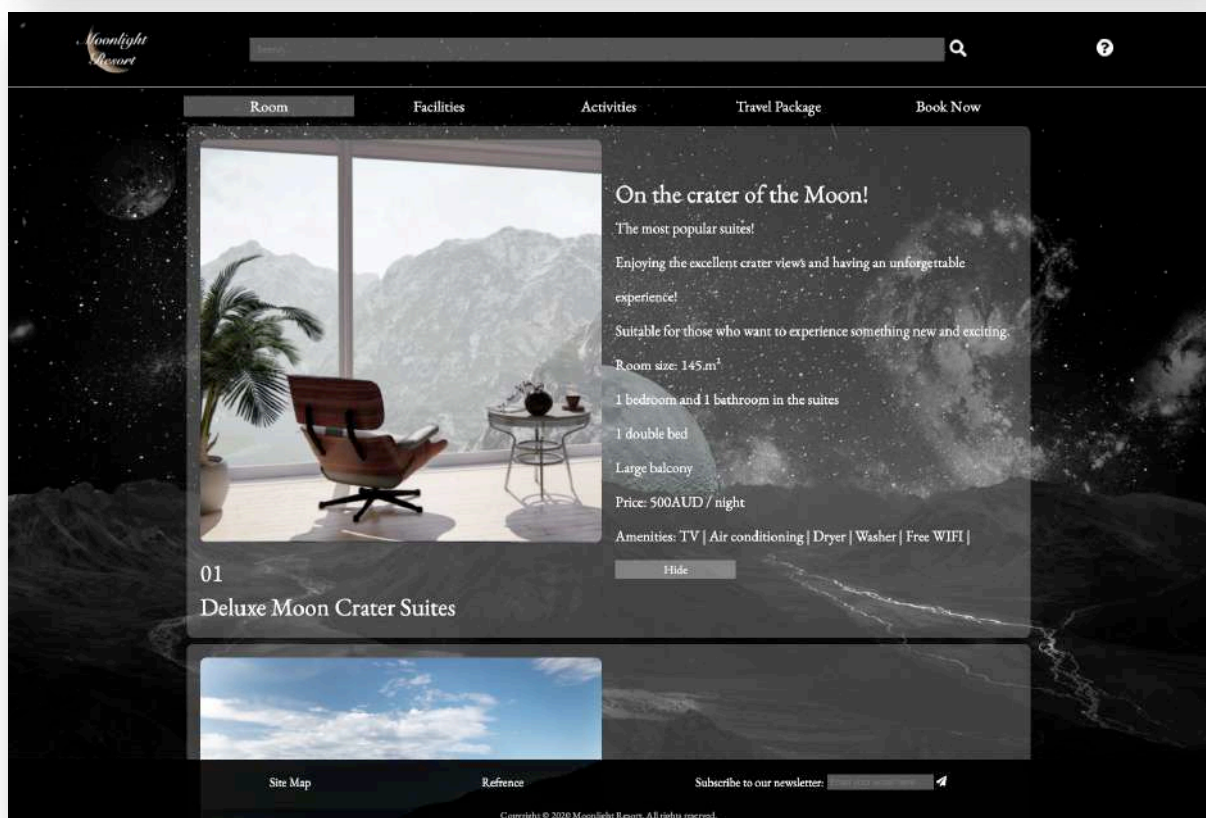 Moonlight
Resort
Search
Room Facilities Activities Travel Package Book Now
On the crater of the Moon!
The most popular suites!
Enjoying the excellent crater views and having an unforgettable
experience!
Suitable for those who want to experience something new and exciting.
Room size: 145.m²
1 bedroom and 1 bathroom in the suites
1 double bed
Large balcony
Price: 500AUD / night
Amenities: TV | Air conditioning | Dryer | Washer | Free WIFI |
Hide
01
Deluxe Moon Crater Suites
Site Map Refrence Subscribe to our newsletter:
Copyright © 2020 Moonlight Resort. All rights reserved.